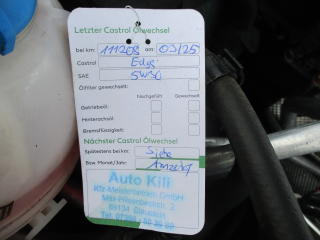 Letzter Castrol Ölwechsel
bei km: 111208 am 03/25
Castrol Edge
SAE 5W30
Ölfilter gewechselt:
Nachgefüllt Gewechselt
Getriebeöl:
Hinterachsöl:
Bremsflüssigkeit:
Nächster Castrol Ölwechsel
Spätestens bei km: Siehe
Bzw. Monat/Jahr: Anzeige
Auto Kill
Kfz-Meisterbetrieb GmbH